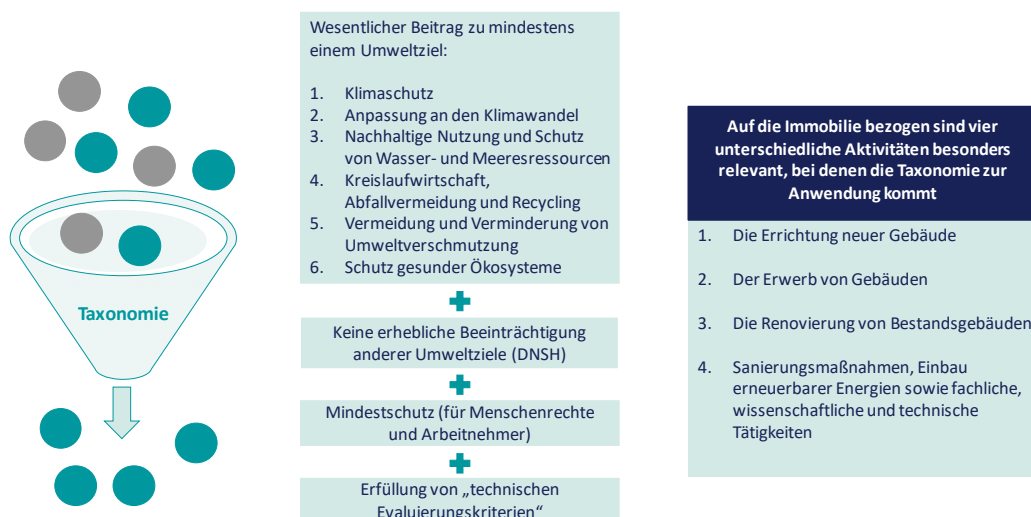 Taxonomie
Wesentlicher Beitrag zu mindestens
einem Umweltziel:
1. Klimaschutz
2. Anpassung an den Klimawandel
3. Nachhaltige Nutzung und Schutz
von Wasser- und Meeresressourcen
4. Kreislaufwirtschaft,
Abfallvermeidung und Recycling
5. Vermeidung und Verminderung von
Umweltverschmutzung
6. Schutz gesunder Ökosysteme
Keine erhebliche Beeinträchtigung
anderer Umweltziele (DNSH)
Mindestschutz (für Menschenrechte
und Arbeitnehmer)
Erfüllung von „technischen
Evaluierungskriterien“
Auf die Immobilie bezogen sind vier
unterschiedliche Aktivitäten besonders
relevant, bei denen die Taxonomie zur
Anwendung kommt
1. Die Errichtung neuer Gebäude
2. Der Erwerb von Gebäuden
3. Die Renovierung von Bestandsgebäuden
4. Sanierungsmaßnahmen, Einbau
erneuerbarer Energien sowie fachliche,
wissenschaftliche und technische
Tätigkeiten